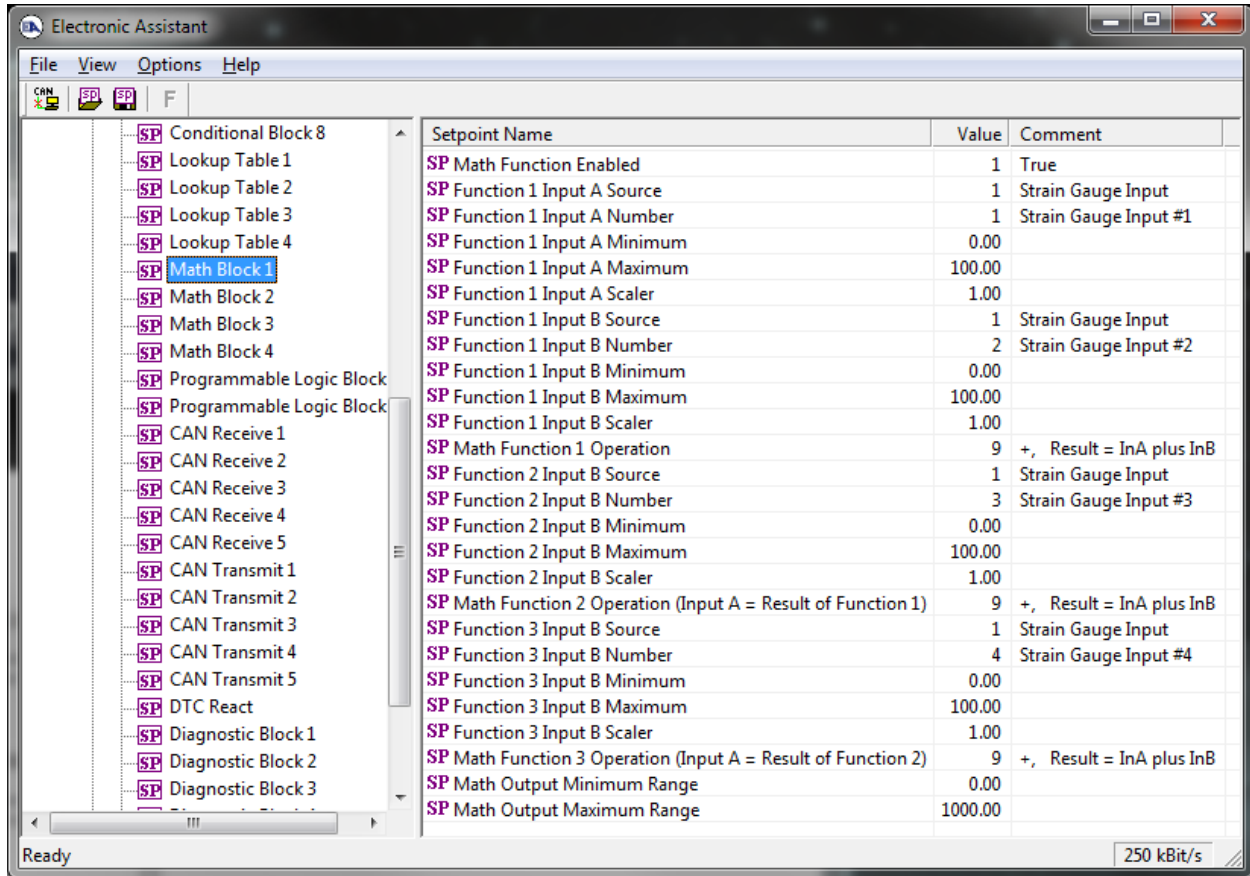 Electronic Assistant
File View Options Help
CAN SP SP F
SP Conditional Block 8
SP Lookup Table 1
SP Lookup Table 2
SP Lookup Table 3
SP Lookup Table 4
SP Math Block 1
SP Math Block 2
SP Math Block 3
SP Math Block 4
SP Programmable Logic Block
SP Programmable Logic Block
SP CAN Receive 1
SP CAN Receive 2
SP CAN Receive 3
SP CAN Receive 4
SP CAN Receive 5
SP CAN Transmit 1
SP CAN Transmit 2
SP CAN Transmit 3
SP CAN Transmit 4
SP CAN Transmit 5
SP DTC React
SP Diagnostic Block 1
SP Diagnostic Block 2
SP Diagnostic Block 3
Setpoint Name Value Comment
SP Math Function Enabled 1 True
SP Function 1 Input A Source 1 Strain Gauge Input
SP Function 1 Input A Number 1 Strain Gauge Input #1
SP Function 1 Input A Minimum 0.00
SP Function 1 Input A Maximum 100.00
SP Function 1 Input A Scaler 1.00
SP Function 1 Input B Source 1 Strain Gauge Input
SP Function 1 Input B Number 2 Strain Gauge Input #2
SP Function 1 Input B Minimum 0.00
SP Function 1 Input B Maximum 100.00
SP Function 1 Input B Scaler 1.00
SP Math Function 1 Operation 9 +, Result = InA plus InB
SP Function 2 Input B Source 1 Strain Gauge Input
SP Function 2 Input B Number 3 Strain Gauge Input #3
SP Function 2 Input B Minimum 0.00
SP Function 2 Input B Maximum 100.00
SP Function 2 Input B Scaler 1.00
SP Math Function 2 Operation (Input A = Result of Function 1) 9 +, Result = InA plus InB
SP Function 3 Input B Source 1 Strain Gauge Input
SP Function 3 Input B Number 4 Strain Gauge Input #4
SP Function 3 Input B Minimum 0.00
SP Function 3 Input B Maximum 100.00
SP Function 3 Input B Scaler 1.00
SP Math Function 3 Operation (Input A = Result of Function 2) 9 +, Result = InA plus InB
SP Math Output Minimum Range 0.00
SP Math Output Maximum Range 1000.00
Ready 250 kBit/s